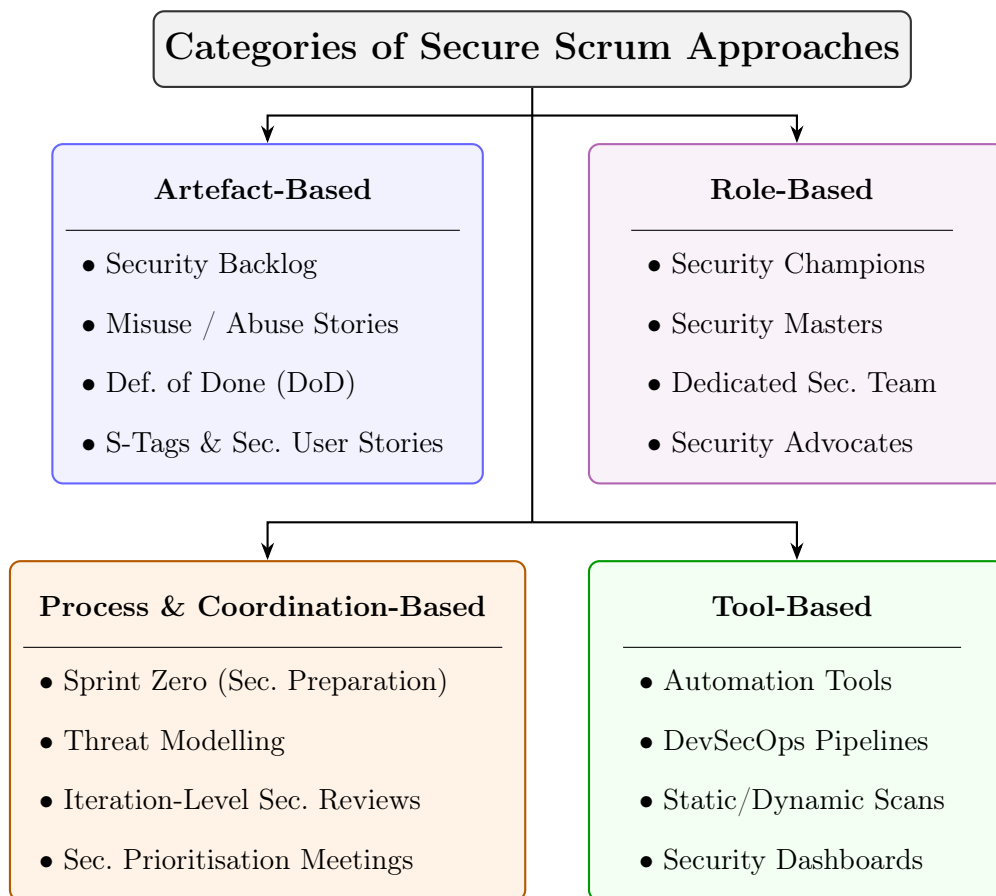 Categories of Secure Scrum Approaches
Artefact-Based
• Security Backlog
• Misuse / Abuse Stories
• Def. of Done (DoD)
• S-Tags & Sec. User Stories
Role-Based
• Security Champions
• Security Masters
• Dedicated Sec. Team
• Security Advocates
Process & Coordination-Based
• Sprint Zero (Sec. Preparation)
• Threat Modelling
• Iteration-Level Sec. Reviews
• Sec. Prioritisation Meetings
Tool-Based
• Automation Tools
• DevSecOps Pipelines
• Static/Dynamic Scans
• Security Dashboards